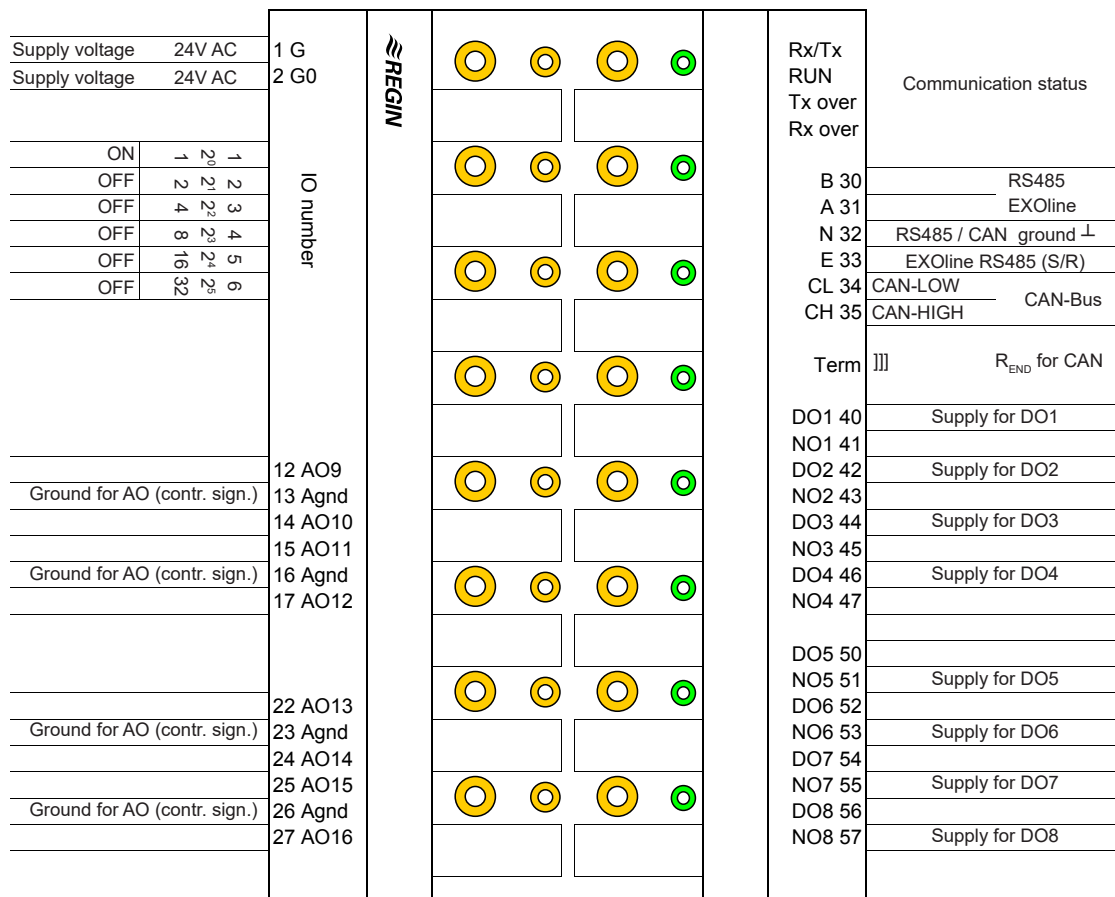 Supply voltage 24V AC 1 G
Supply voltage 24V AC 2 G0
REGIN
ON 1 2⁰ 1
OFF 2 2¹ 2
OFF 4 2² 3
OFF 8 2³ 4
OFF 16 2⁴ 5
OFF 32 2⁵ 6
IO number
12 AO9
Ground for AO (contr. sign.) 13 Agnd
14 AO10
15 AO11
Ground for AO (contr. sign.) 16 Agnd
17 AO12
22 AO13
Ground for AO (contr. sign.) 23 Agnd
24 AO14
25 AO15
Ground for AO (contr. sign.) 26 Agnd
27 AO16
Rx/Tx
RUN
Tx over
Rx over
Communication status
B 30 RS485
A 31 EXOline
N 32 RS485 / CAN ground ⊥
E 33 EXOline RS485 (S/R)
CL 34 CAN-LOW
CH 35 CAN-HIGH
CAN-Bus
Term ]]] R_END for CAN
DO1 40 Supply for DO1
NO1 41
DO2 42 Supply for DO2
NO2 43
DO3 44 Supply for DO3
NO3 45
DO4 46 Supply for DO4
NO4 47
DO5 50
NO5 51 Supply for DO5
DO6 52
NO6 53 Supply for DO6
DO7 54
NO7 55 Supply for DO7
DO8 56
NO8 57 Supply for DO8